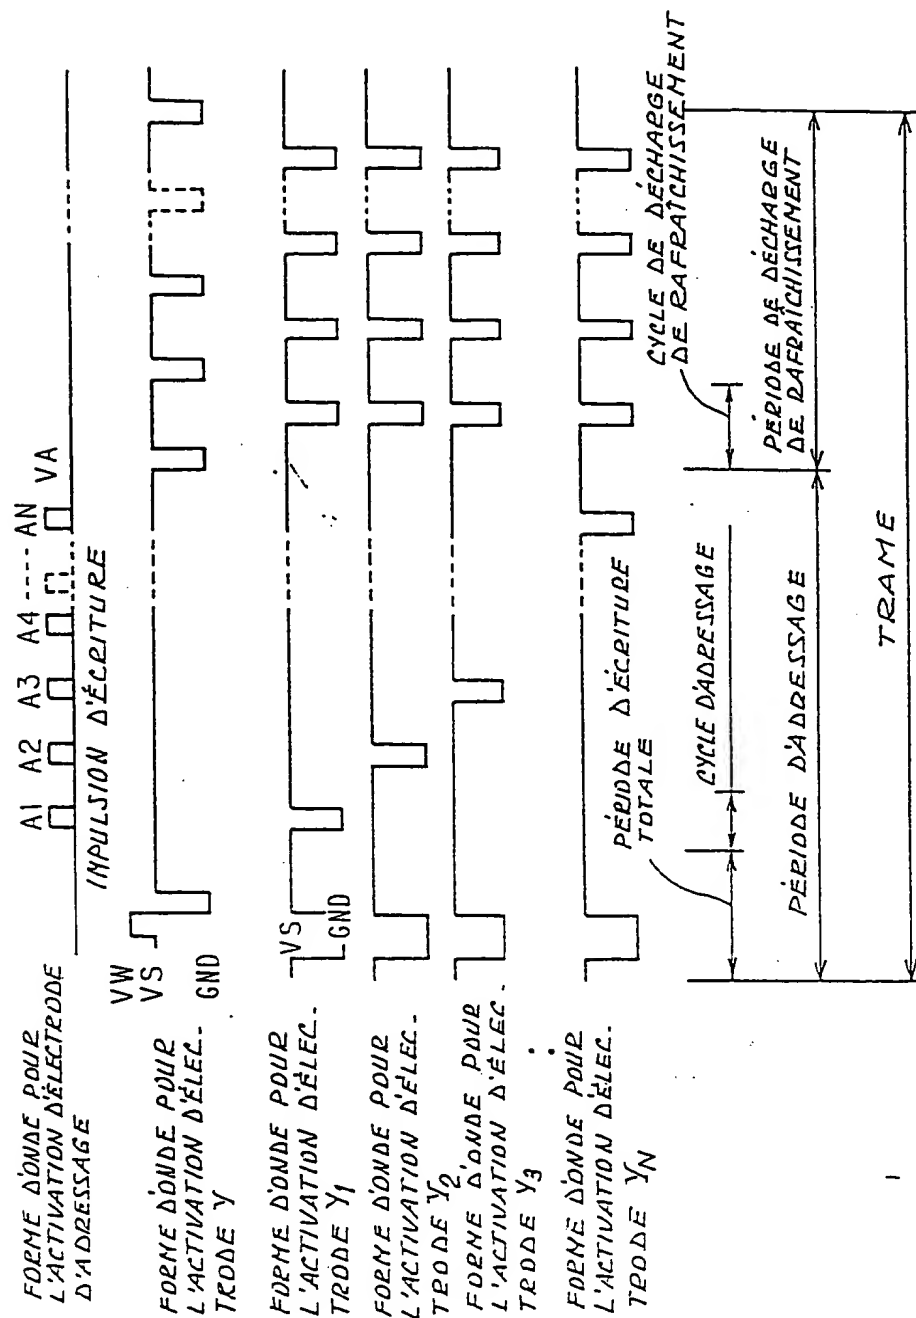 FORME D'ONDE POUR
L'ACTIVATION D'ÉLECTRODE
D'ADRESSAGE
A1 A2 A3 A4 ---- AN
VA
IMPULSION D'ÉCRITURE
VW
VS
GND
FORME D'ONDE POUR
L'ACTIVATION D'ÉLEC-
TRODE Y
VS
GND
FORME D'ONDE POUR
L'ACTIVATION D'ÉLEC-
TRODE Y1
FORME D'ONDE POUR
L'ACTIVATION D'ÉLEC-
TRODE Y2
FORME D'ONDE POUR
L'ACTIVATION D'ÉLEC-
TRODE Y3
FORME D'ONDE POUR
L'ACTIVATION D'ÉLEC.
TRODE YN
PÉRIODE D'ÉCRITURE
TOTALE
CYCLE D'ADRESSAGE
CYCLE DE DÉCHARGE
DE RAFRAÎCHISSEMENT
PÉRIODE D'ADRESSAGE
PÉRIODE DE DÉCHARGE
DE RAFRAÎCHISSEMENT
TRAME